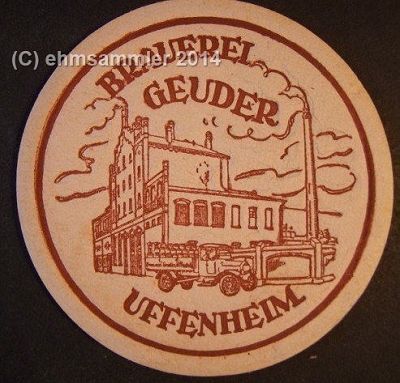 (C) ehmsammler 2014
BRAUEREI
GEUDER
UFFENHEIM